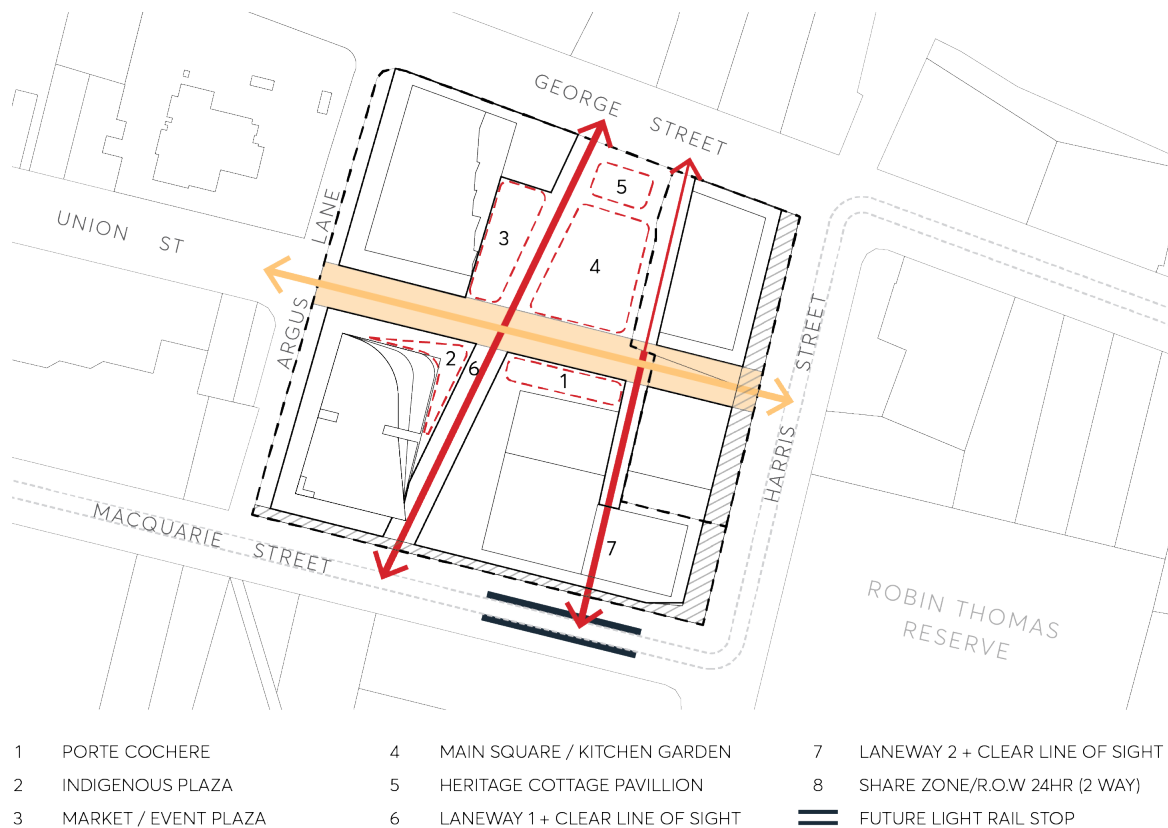 GEORGE STREET
UNION ST
ARGUS LANE
HARRIS STREET
MACQUARIE STREET
ROBIN THOMAS
RESERVE
5
3
4
2
6
1
7
1 PORTE COCHERE
2 INDIGENOUS PLAZA
3 MARKET / EVENT PLAZA
4 MAIN SQUARE / KITCHEN GARDEN
5 HERITAGE COTTAGE PAVILLION
6 LANEWAY 1 + CLEAR LINE OF SIGHT
7 LANEWAY 2 + CLEAR LINE OF SIGHT
8 SHARE ZONE/R.O.W 24HR (2 WAY)
FUTURE LIGHT RAIL STOP